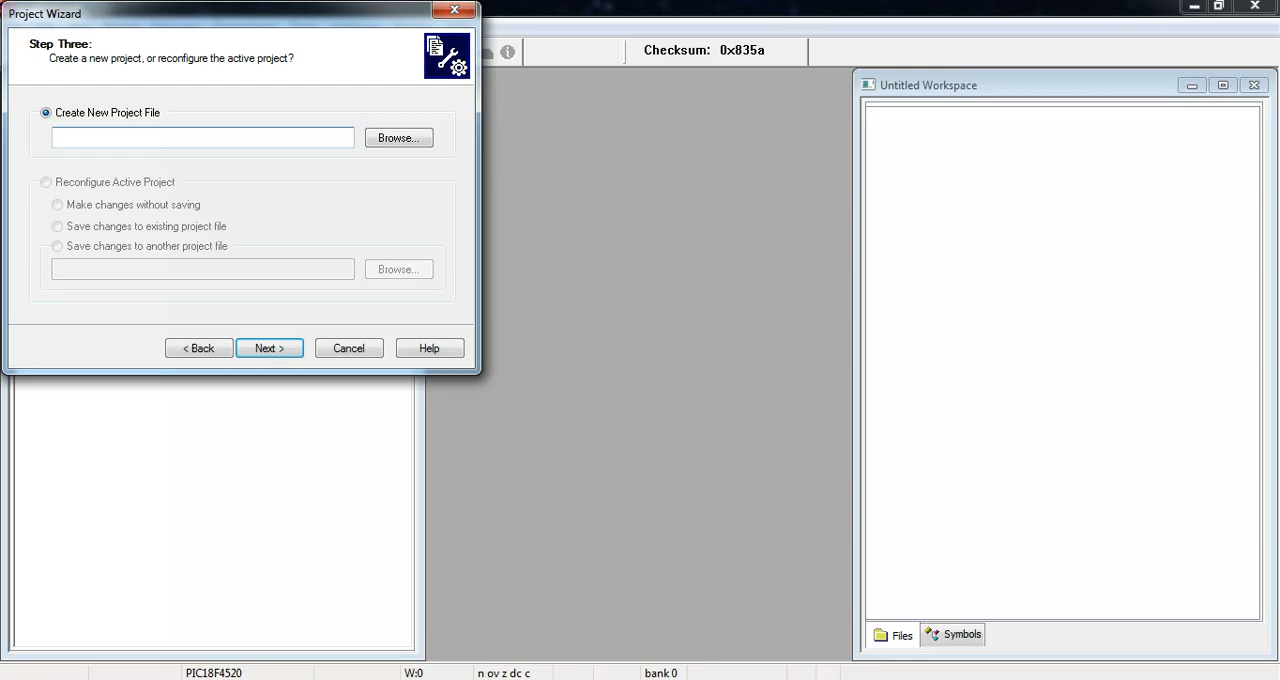 Project Wizard
Step Three:
Create a new project, or reconfigure the active project?
Checksum: 0x835a
Untitled Workspace
Create New Project File
Browse...
Reconfigure Active Project
Make changes without saving
Save changes to existing project file
Save changes to another project file
Browse...
< Back
Next >
Cancel
Help
Files
Symbols
PIC18F4520
W:0
n ov z dc c
bank 0